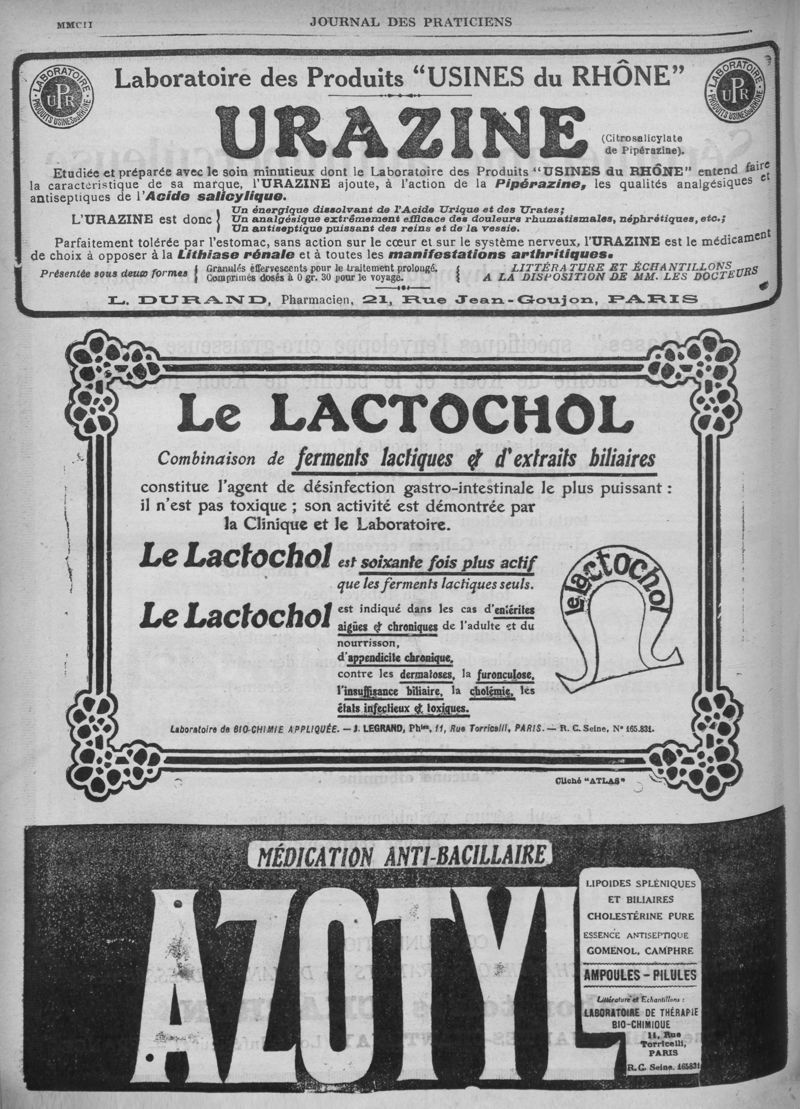 MMCII
JOURNAL DES PRATICIENS
LABORATOIRE
UPR
PRODUITS USINES du RHÔNE
Laboratoire des Produits "USINES du RHÔNE"
LABORATOIRE
UPR
PRODUITS USINES du RHÔNE
URAZINE
(Citrosalicylate
de Pipérazine).
Etudiée et préparée avec le soin minutieux dont le Laboratoire des Produits "USINES du RHÔNE" entend faire
la caractéristique de sa marque, l'URAZINE ajoute, à l'action de la Pipérazine, les qualités analgésiques et
antiseptiques de l'Acide salicylique.
L'URAZINE est donc
Un énergique dissolvant de l'Acide Urique et des Urates;
Un analgésique extrêmement efficace des douleurs rhumatismales, néphrétiques, etc.;
Un antiseptique puissant des reins et de la vessie.
Parfaitement tolérée par l'estomac, sans action sur le cœur et sur le système nerveux, l'URAZINE est le médicament
de choix à opposer à la Lithiase rénale et à toutes les manifestations arthritiques.
Présentée sous deux formes
Granulés éffervescents pour le traitement prolongé.
Comprimés dosés à 0 gr. 30 pour le voyage.
LITTÉRATURE ET ÉCHANTILLONS
A LA DISPOSITION DE MM. LES DOCTEURS
L. DURAND, Pharmacien, 21, Rue Jean-Goujon, PARIS
Le LACTOCHOL
Combinaison de ferments lactiques & d'extraits biliaires
constitue l'agent de désinfection gastro-intestinale le plus puissant :
il n'est pas toxique ; son activité est démontrée par
la Clinique et le Laboratoire.
Le Lactochol est soixante fois plus actif
que les ferments lactiques seuls.
Le Lactochol est indiqué dans les cas d'entérites
aigües & chroniques de l'adulte et du
nourrisson,
d'appendicite chronique,
contre les dermatoses, la furonculose,
l'insuffisance biliaire, la cholémie, les
états infectieux & toxiques.
le lactochol
Laboratoire de BIO-CHIMIE APPLIQUÉE. — J. LEGRAND, Phien, 11, Rue Torricelli, PARIS. — R. C. Seine, N° 165.831.
Cliché "ATLAS"
MÉDICATION ANTI-BACILLAIRE
AZOTYL
LIPOIDES SPLÉNIQUES
ET BILIAIRES
CHOLESTÉRINE PURE
ESSENCE ANTISEPTIQUE
GOMENOL, CAMPHRE
AMPOULES - PILULES
Littérature et Echantillons :
LABORATOIRE DE THÉRAPIE
BIO-CHIMIQUE
11, Rue
Torricelli,
PARIS
R.C. Seine, 165831